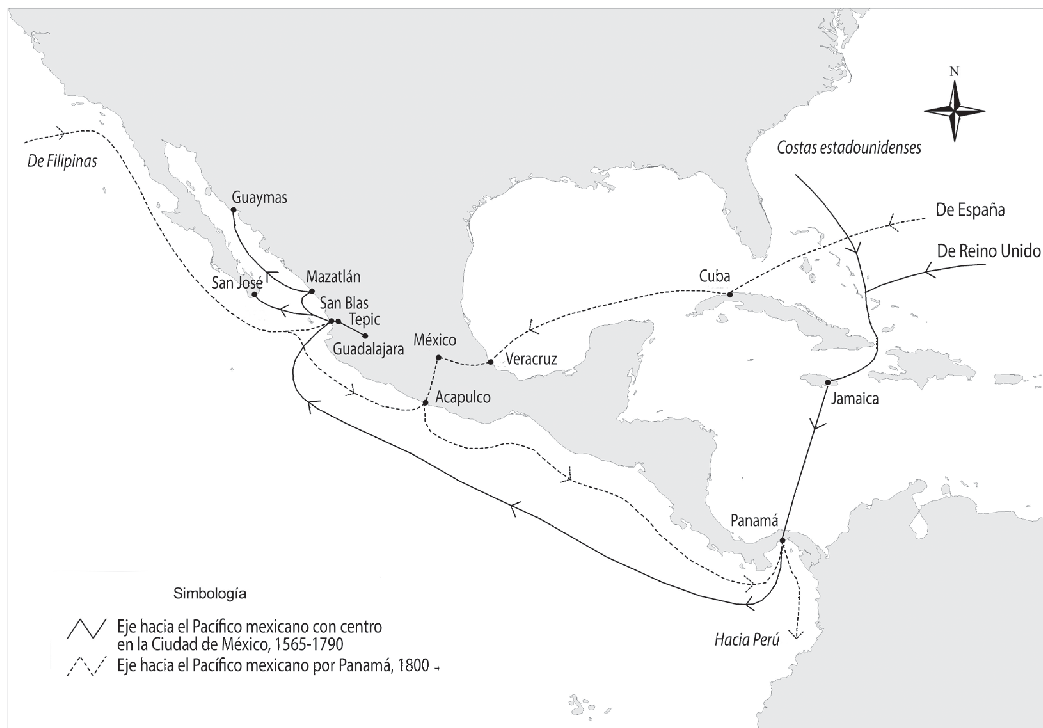 N
Costas estadounidenses
De Filipinas
Guaymas
De España
De Reino Unido
Cuba
San José
Mazatlán
San Blas
Tepic
Guadalajara
México
Veracruz
Acapulco
Jamaica
Panamá
Hacia Perú
Simbología
Eje hacia el Pacífico mexicano con centro
en la Ciudad de México, 1565-1790
Eje hacia el Pacífico mexicano por Panamá, 1800 -